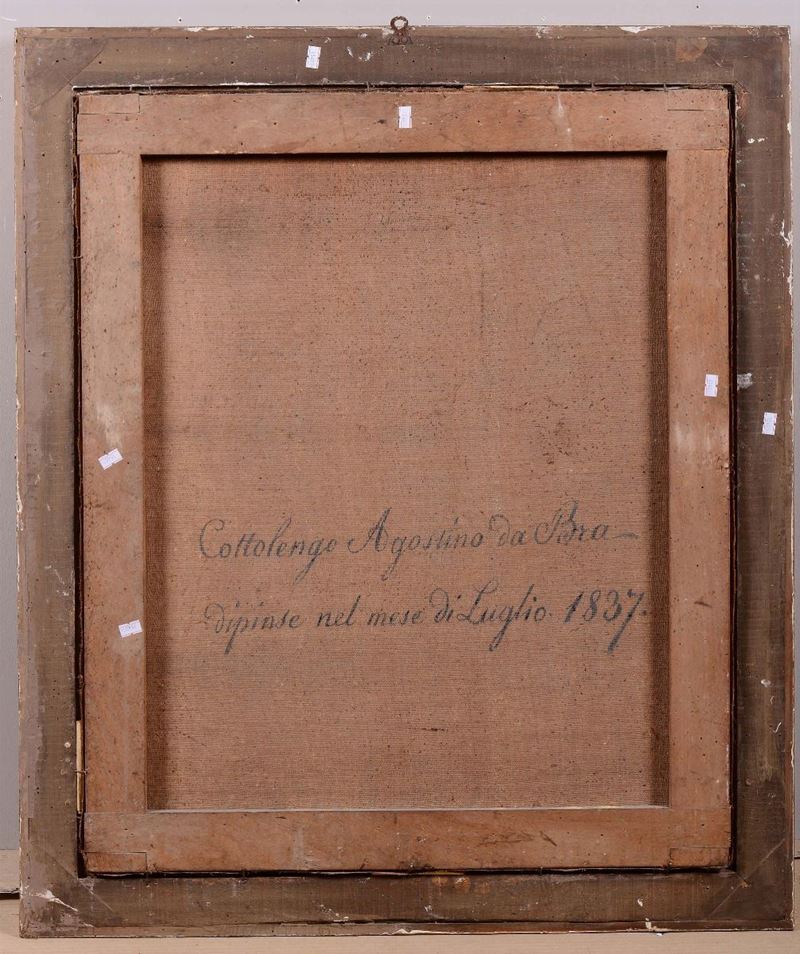 Cottolengo Agostino da Bra
dipinse nel mese di Luglio. 1837.